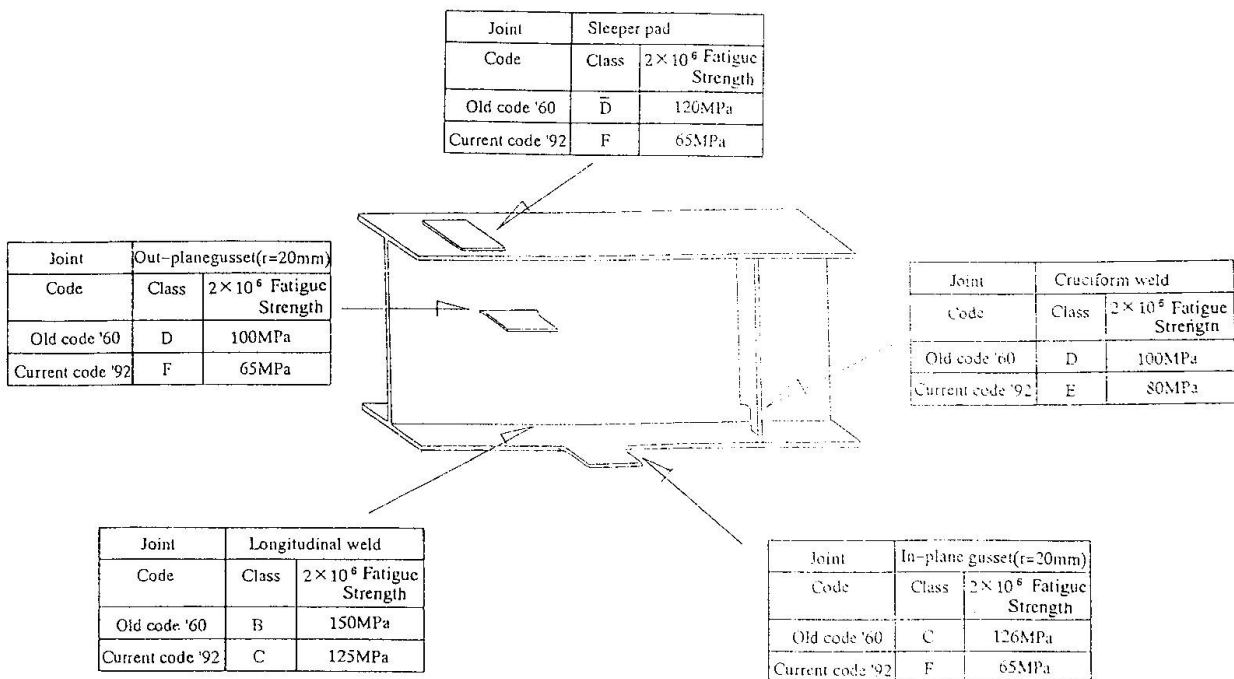 Joint Sleeper pad
Code Class 2×10⁶ Fatigue
Strength
Old code '60 D̅ 120MPa
Current code '92 F 65MPa
Joint Out-planegusset(r=20mm)
Code Class 2×10⁶ Fatigue
Strength
Old code '60 D 100MPa
Current code '92 F 65MPa
Joint Cruciform weld
Code Class 2×10⁶ Fatigue
Strength
Old code '60 D 100MPa
Current code '92 E 80MPa
Joint Longitudinal weld
Code Class 2×10⁶ Fatigue
Strength
Old code '60 B 150MPa
Current code '92 C 125MPa
Joint In-plane gusset(r=20mm)
Code Class 2×10⁶ Fatigue
Strength
Old code '60 C 126MPa
Current code '92 F 65MPa